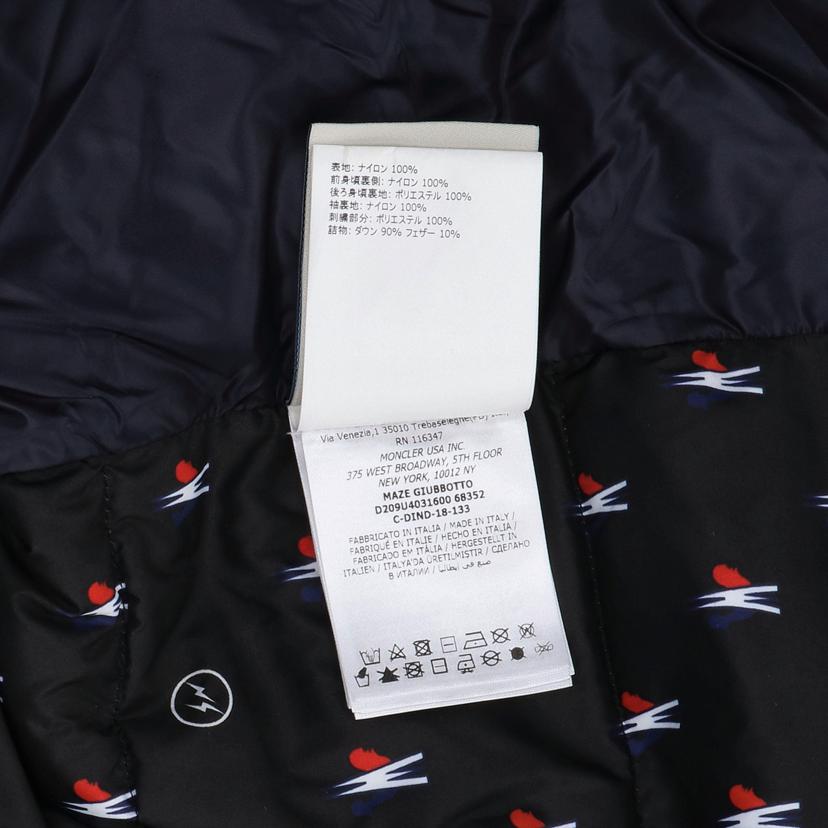 表地: ナイロン 100%
前身頃裏側: ナイロン 100%
後ろ身頃裏地: ポリエステル 100%
袖裏地: ナイロン 100%
刺繍部分: ポリエステル 100%
詰物: ダウン 90% フェザー 10%
Via Venezia,1 35010 Trebaseleghe(PD)
RN 116347
MONCLER USA INC.
375 WEST BROADWAY, 5TH FLOOR
NEW YORK, 10012 NY
MAZE GIUBBOTTO
D209U4031600 68352
C-DIND-18-133
FABBRICATO IN ITALIA / MADE IN ITALY /
FABRIQUÉ EN ITALIE / HECHO EN ITALIA /
FABRICADO EM ITÁLIA / HERGESTELLT IN
ITALIEN / ITALYA'DA ÜRETILMISTIR / СДЕЛАНО
В ИТАЛИИ / صنع في ايطاليا